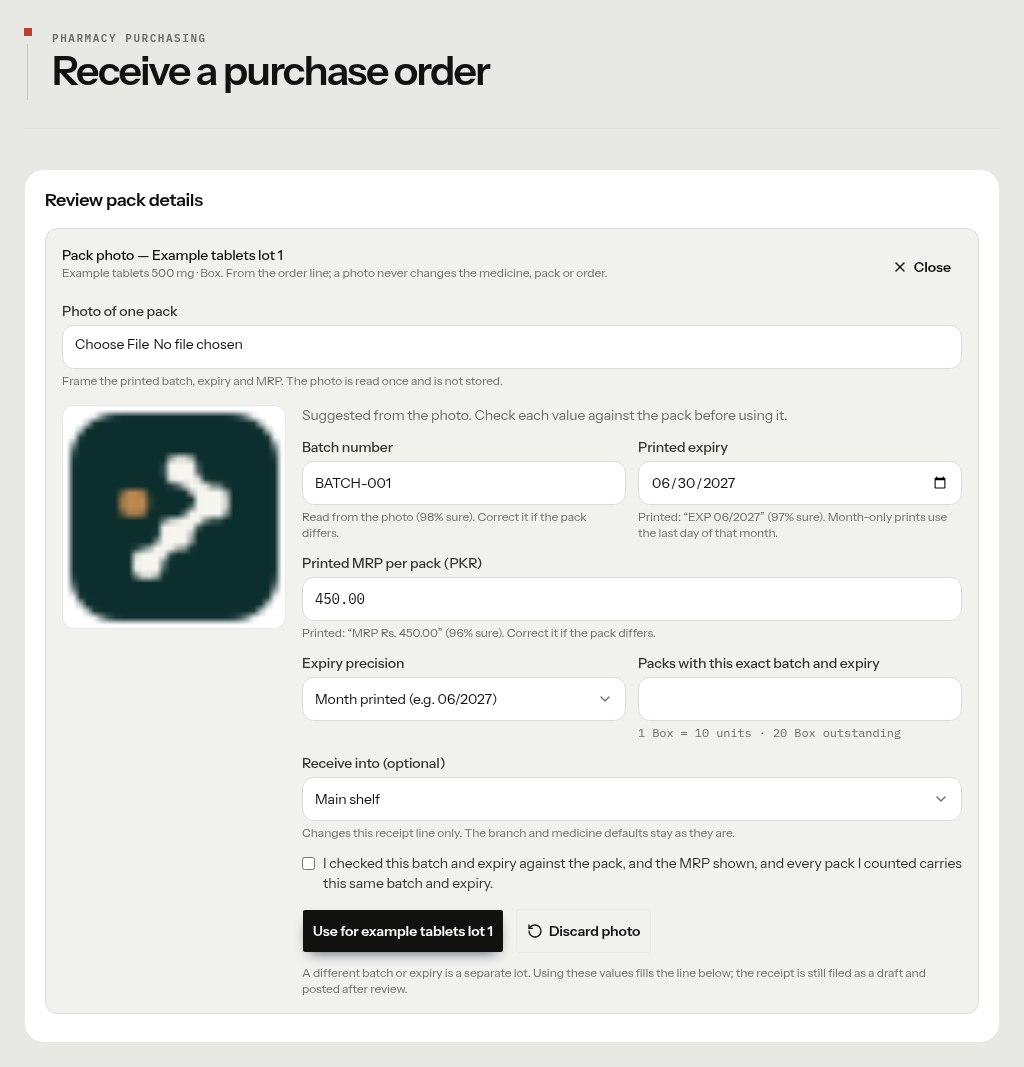 PHARMACY PURCHASING
Receive a purchase order
Review pack details
Pack photo — Example tablets lot 1
Example tablets 500 mg · Box. From the order line; a photo never changes the medicine, pack or order.
Close
Photo of one pack
Choose File No file chosen
Frame the printed batch, expiry and MRP. The photo is read once and is not stored.
Suggested from the photo. Check each value against the pack before using it.
Batch number
BATCH-001
Read from the photo (98% sure). Correct it if the pack
differs.
Printed expiry
06/30/2027
Printed: “EXP 06/2027” (97% sure). Month-only prints use
the last day of that month.
Printed MRP per pack (PKR)
450.00
Printed: “MRP Rs. 450.00” (96% sure). Correct it if the pack differs.
Expiry precision
Month printed (e.g. 06/2027)
Packs with this exact batch and expiry
1 Box = 10 units · 20 Box outstanding
Receive into (optional)
Main shelf
Changes this receipt line only. The branch and medicine defaults stay as they are.
I checked this batch and expiry against the pack, and the MRP shown, and every pack I counted carries
this same batch and expiry.
Use for example tablets lot 1
Discard photo
A different batch or expiry is a separate lot. Using these values fills the line below; the receipt is still filed as a draft and
posted after review.